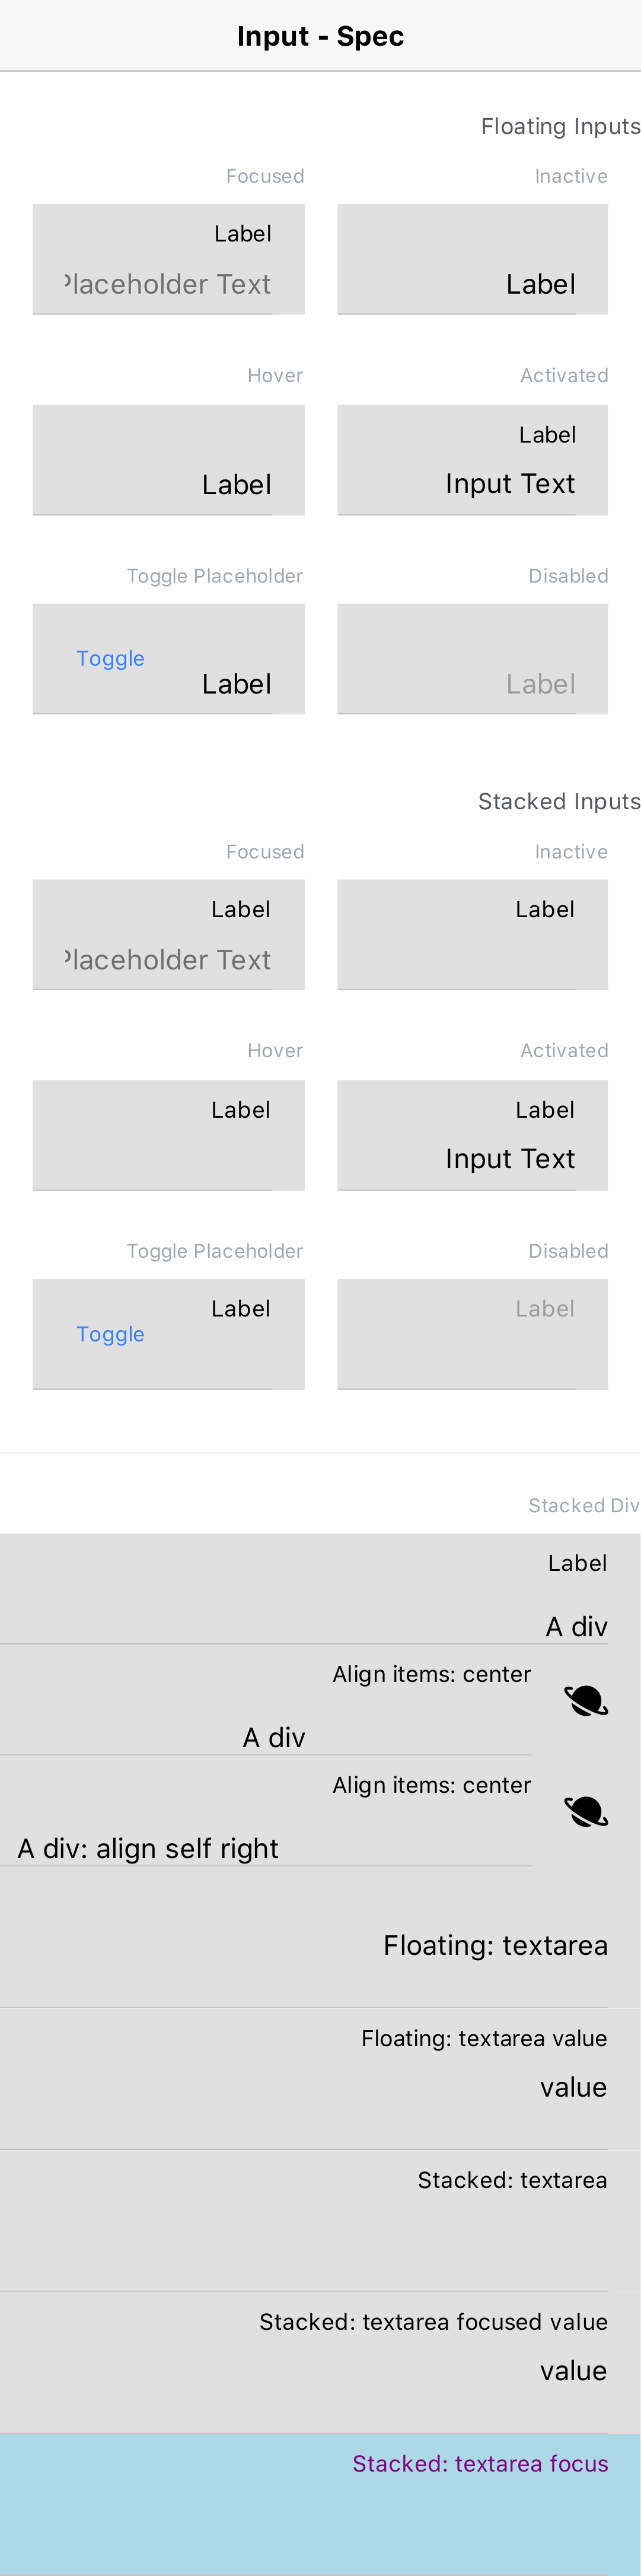 Input - Spec
Floating Inputs
Focused
Inactive
Label
Placeholder Text
Label
Hover
Activated
Label
Label
Input Text
Toggle Placeholder
Disabled
Toggle
Label
Label
Stacked Inputs
Focused
Inactive
Label
Placeholder Text
Label
Hover
Activated
Label
Label
Input Text
Toggle Placeholder
Disabled
Label
Toggle
Label
Stacked Div
Label
A div
Align items: center
A div
Align items: center
A div: align self right
Floating: textarea
Floating: textarea value
value
Stacked: textarea
Stacked: textarea focused value
value
Stacked: textarea focus